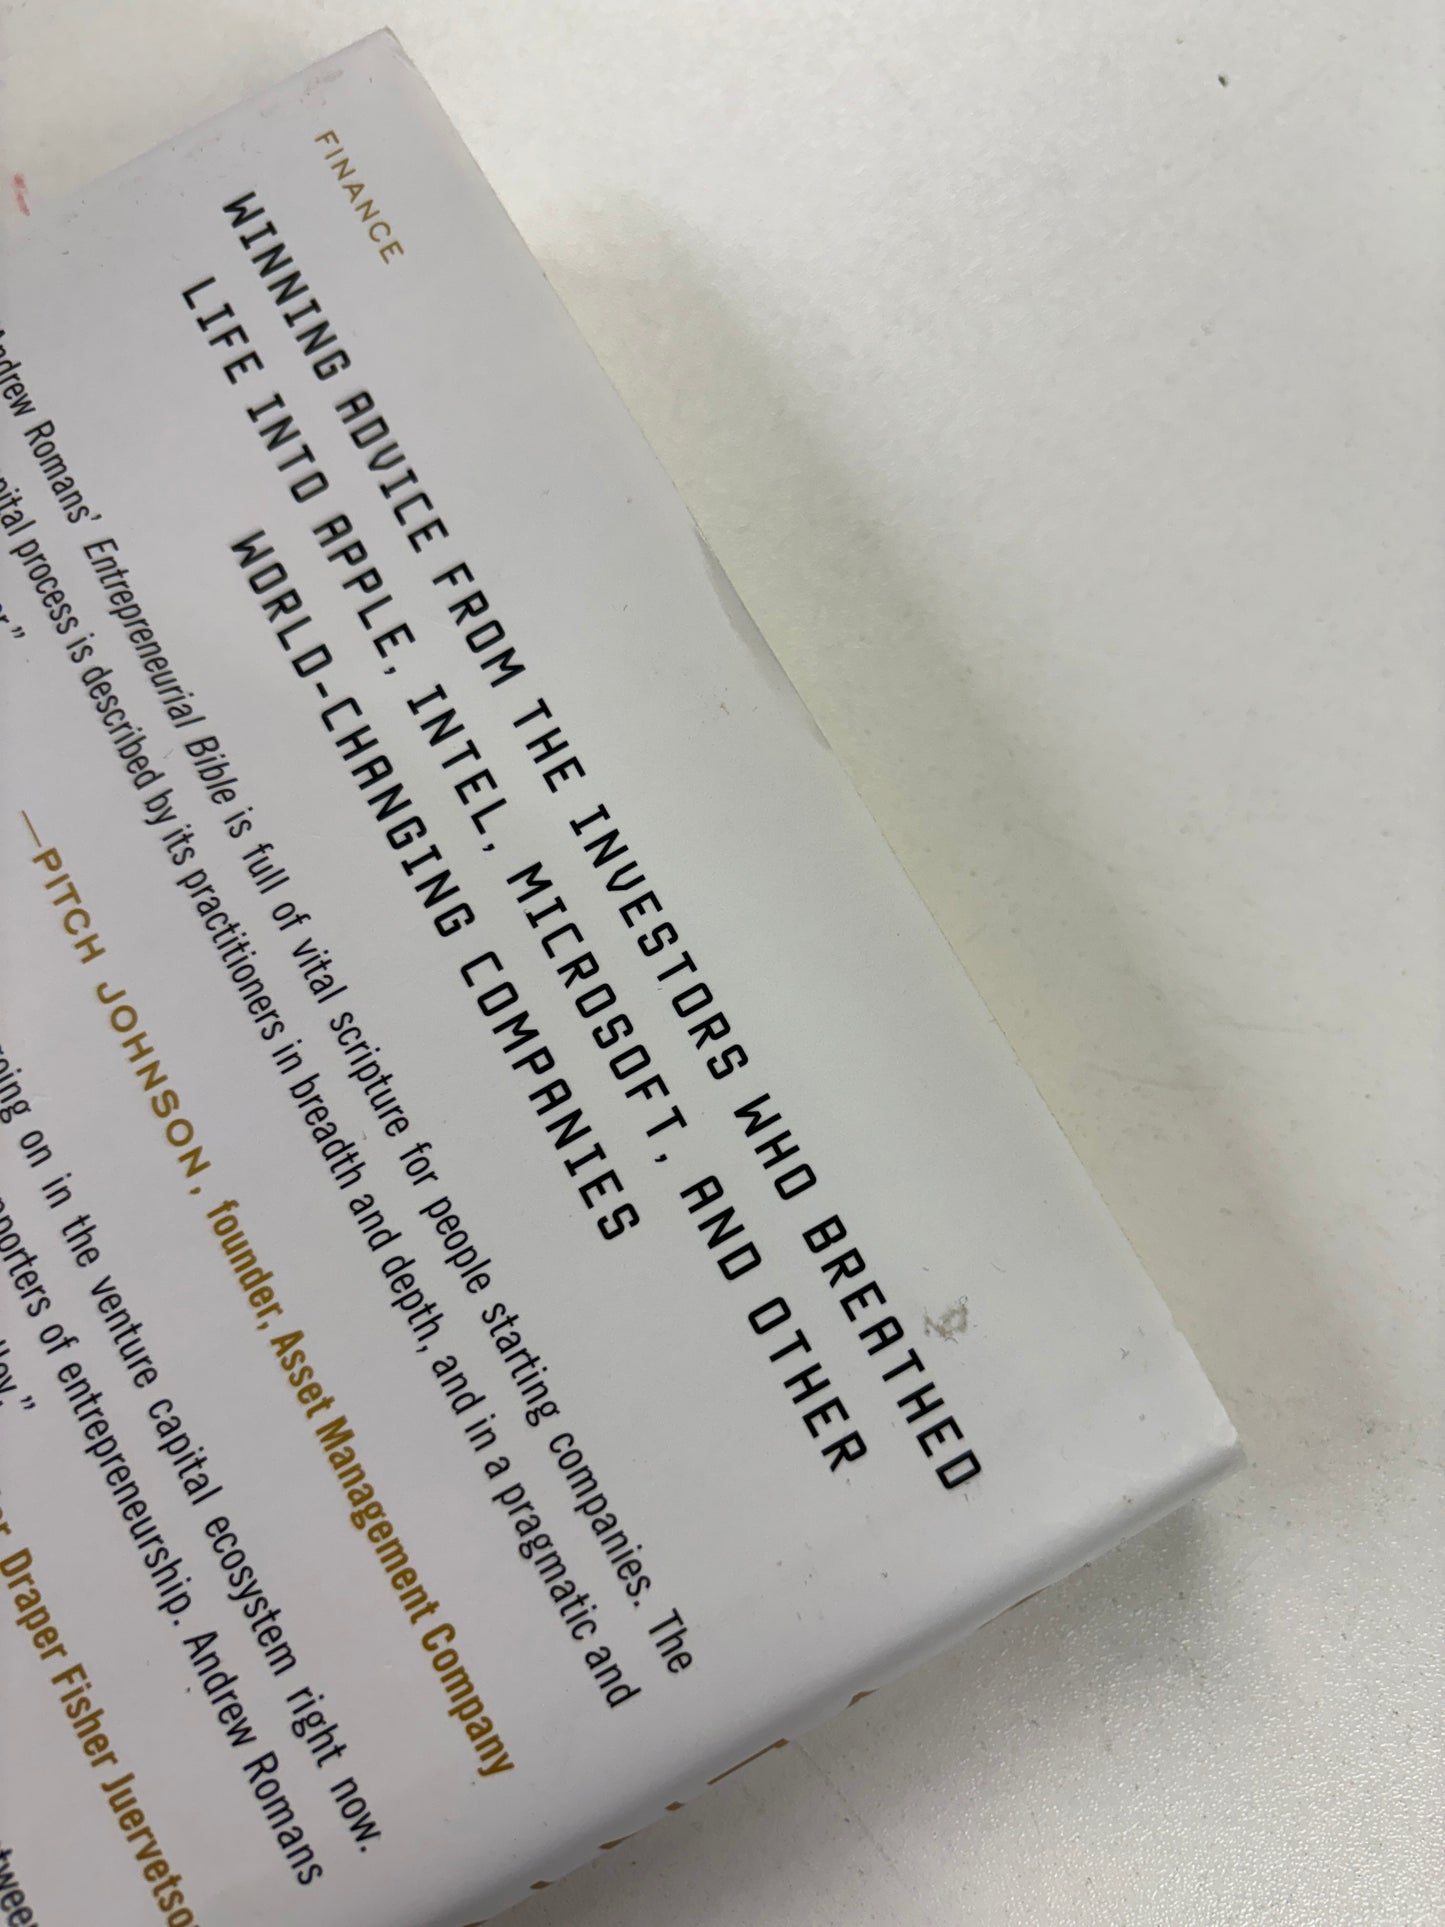 FINANCE
WINNING ADVICE FROM THE INVESTORS WHO BREATHED
LIFE INTO APPLE, INTEL, MICROSOFT, AND OTHER
WORLD-CHANGING COMPANIES
Andrew Romans' Entrepreneurial Bible is full of vital scripture for people starting companies. The
process is described by its practitioners in breadth and depth, and in a pragmatic and
—PITCH JOHNSON, founder, Asset Management Company
on in the venture capital ecosystem right now.
of entrepreneurship. Andrew Romans
Draper Fisher